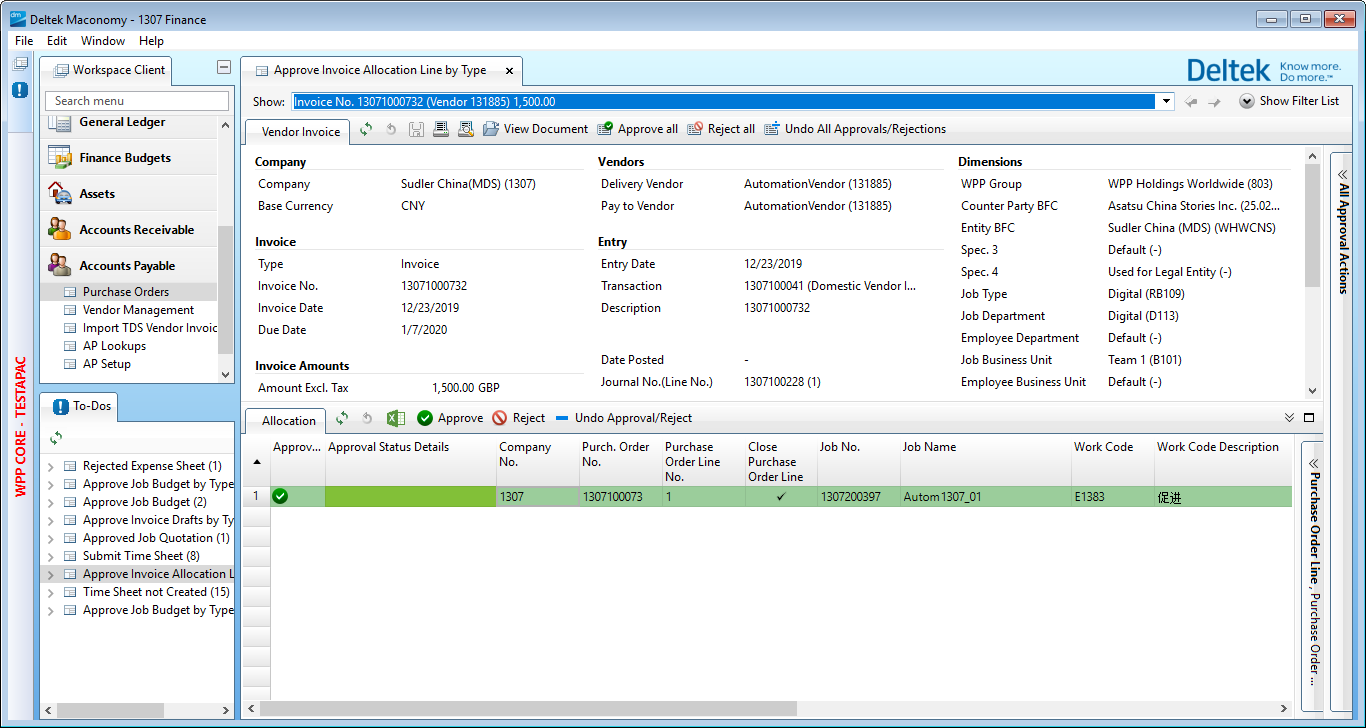 Deltek Maconomy - 1307 Finance
File Edit Window Help
Workspace Client
Search menu
General Ledger
Finance Budgets
Assets
Accounts Receivable
Accounts Payable
Purchase Orders
Vendor Management
Import TDS Vendor Invoic
AP Lookups
AP Setup
WPP CORE - TESTAPAC
To-Dos
Rejected Expense Sheet (1)
Approve Job Budget by Type
Approve Job Budget (2)
Approve Invoice Drafts by Ty
Approved Job Quotation (1)
Submit Time Sheet (8)
Approve Invoice Allocation L
Time Sheet not Created (15)
Approve Job Budget by Type
Approve Invoice Allocation Line by Type
Deltek Know more.
Do more.™
Show: Invoice No. 13071000732 (Vendor 131885) 1,500.00 Show Filter List
Vendor Invoice View Document Approve all Reject all Undo All Approvals/Rejections
Company
Company Sudler China(MDS) (1307)
Base Currency CNY
Invoice
Type Invoice
Invoice No. 13071000732
Invoice Date 12/23/2019
Due Date 1/7/2020
Invoice Amounts
Amount Excl. Tax 1,500.00 GBP
Vendors
Delivery Vendor AutomationVendor (131885)
Pay to Vendor AutomationVendor (131885)
Entry
Entry Date 12/23/2019
Transaction 1307100041 (Domestic Vendor I...
Description 13071000732
Date Posted -
Journal No.(Line No.) 1307100228 (1)
Dimensions
WPP Group WPP Holdings Worldwide (803)
Counter Party BFC Asatsu China Stories Inc. (25.02...
Entity BFC Sudler China (MDS) (WHWCNS)
Spec. 3 Default (-)
Spec. 4 Used for Legal Entity (-)
Job Type Digital (RB109)
Job Department Digital (D113)
Employee Department Default (-)
Job Business Unit Team 1 (B101)
Employee Business Unit Default (-)
All Approval Actions
Allocation Approve Reject Undo Approval/Reject
Approv... Approval Status Details Company No. Purch. Order No. Purchase Order Line No. Close Purchase Order Line Job No. Job Name Work Code Work Code Description
1 1307 1307100073 1 ✓ 1307200397 Autom1307_01 E1383 促进
Purchase Order Line , Purchase Order ...